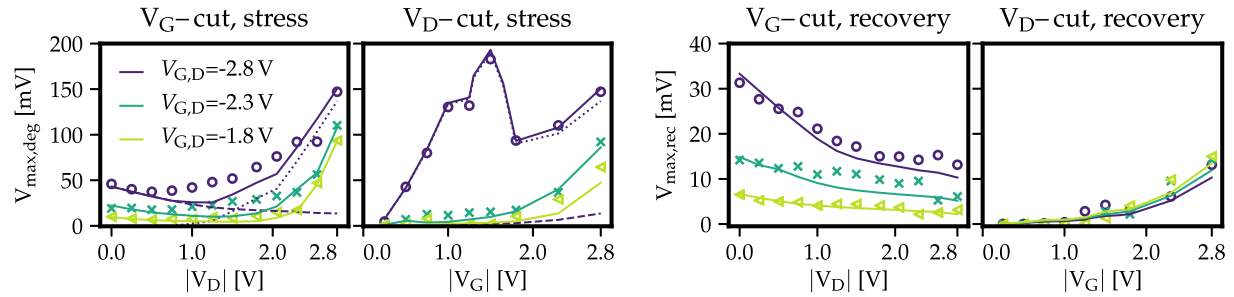 V_G−cut, stress
V_D−cut, stress
V_G−cut, recovery
V_D−cut, recovery
V_max,deg [mV]
200
150
100
50
0
V_G,D=-2.8 V
V_G,D=-2.3 V
V_G,D=-1.8 V
0.0 1.0 2.0 2.8
|V_D| [V]
1.0 2.0 2.8
|V_G| [V]
V_max,rec [mV]
40
30
20
10
0
0.0 1.0 2.0 2.8
|V_D| [V]
0.0 1.0 2.0 2.8
|V_G| [V]